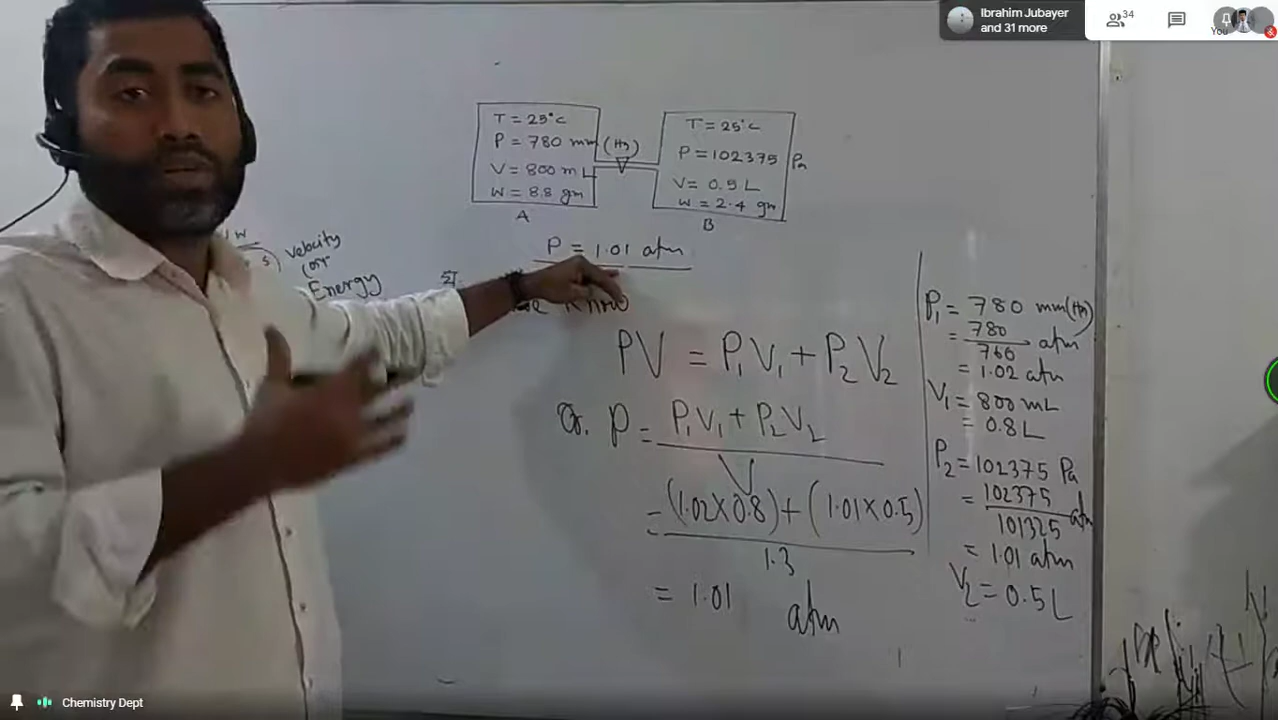 Ibrahim Jubayer
and 31 more
34
You
T = 25°C
P = 780 mm (Hg)
V = 800 mL
W = 8.8 gm
A
T = 25°C
P = 102375 Pa
V = 0.5 L
W = 2.4 gm
B
P = 1.01 atm
velocity
(or
Energy
know
PV = P₁V₁ + P₂V₂
Or. P = P₁V₁ + P₂V₂
V
= (1.02×0.8) + (1.01×0.5)
1.3
= 1.01 atm
P₁ = 780 mm(Hg)
= 780
760 atm
= 1.02 atm
V₁ = 800 mL
= 0.8 L
P₂ = 102375 Pa
= 102375
101325 atm
= 1.01 atm
V₂ = 0.5 L
Chemistry Dept